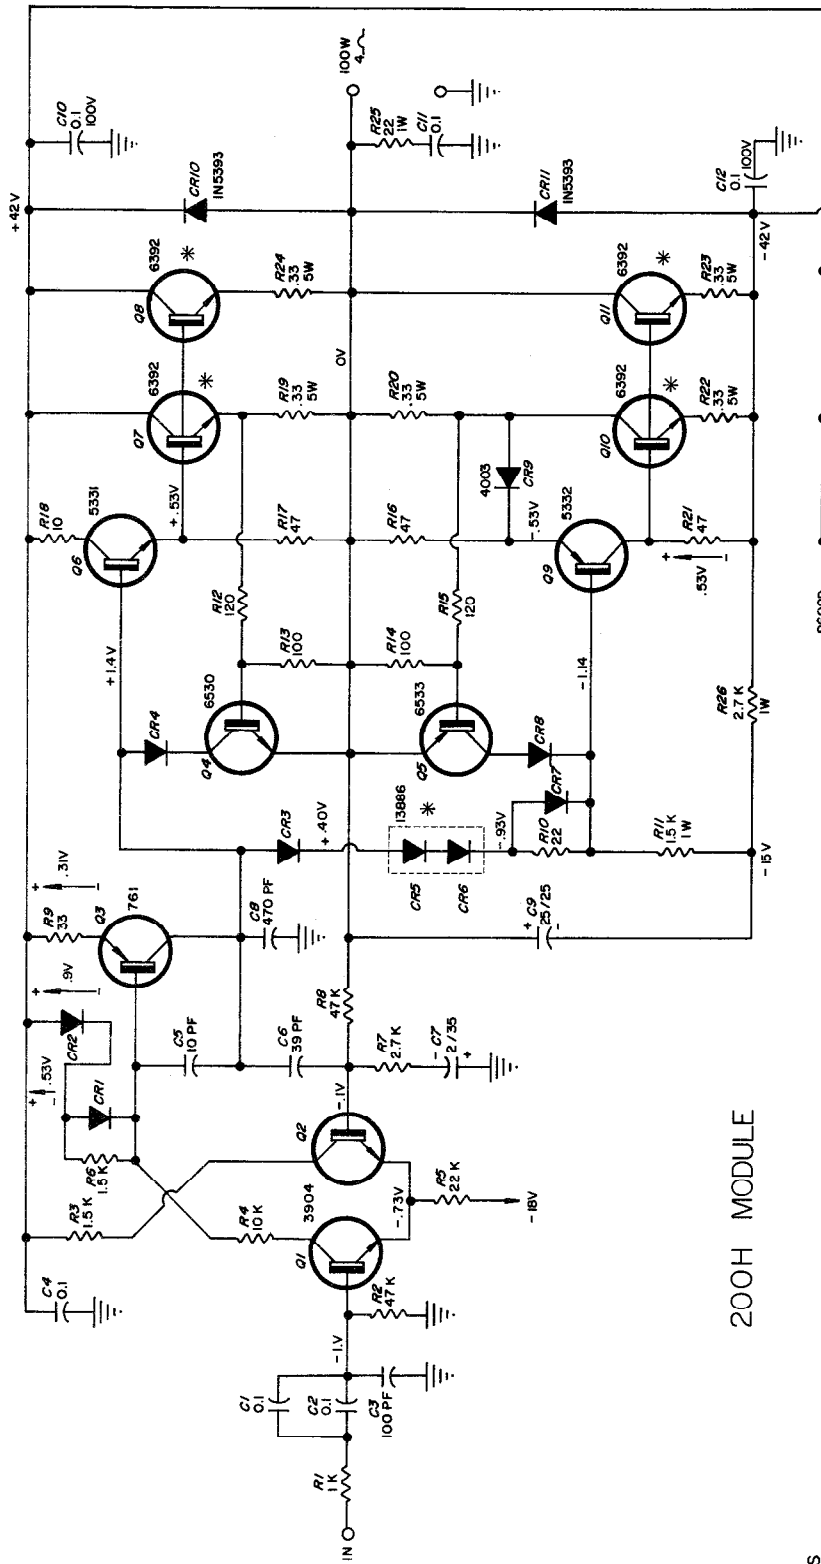 IN
R1
1 K
C1
0.1
C2
0.1
C3
100 PF
-.1V
R2
47 K
C4
0.1
R3
1.5 K
R6
1.5 K
R4
10 K
Q1
3904
Q2
-.73V
R5
22 K
-18V
-.1V
+ .53V -
CR1
CR2
+ .9V -
+ .31V -
R9
33
Q3
761
C5
10 PF
C6
39 PF
C8
470 PF
R7
2.7 K
- C7
2/35
+
R8
47 K
+ C9
25/25
-
CR3
+.40V
13886
*
CR5
CR6
-.93V
R10
22
CR7
CR8
R11
1.5 K
1W
-15V
+1.4V
CR4
Q4
6530
Q5
6533
R12
120
R13
100
R14
100
R15
120
-1.14
R26
2.7 K
1W
R18
10
Q6
5331
+.53V
R17
47
R16
47
-.53V
4003
CR9
Q9
5332
R21
47
+ .53V -
Q7
6392
*
R19
.33
5W
R20
.33
5W
0V
Q10
6392
*
R22
.33
5W
Q8
6392
*
R24
.33
5W
Q11
6392
*
R23
.33
5W
+42V
CR10
IN5393
CR11
IN5393
-42V
C10
0.1
100V
R25
22
1W
C11
0.1
C12
0.1
100V
100W
4
200H MODULE
S